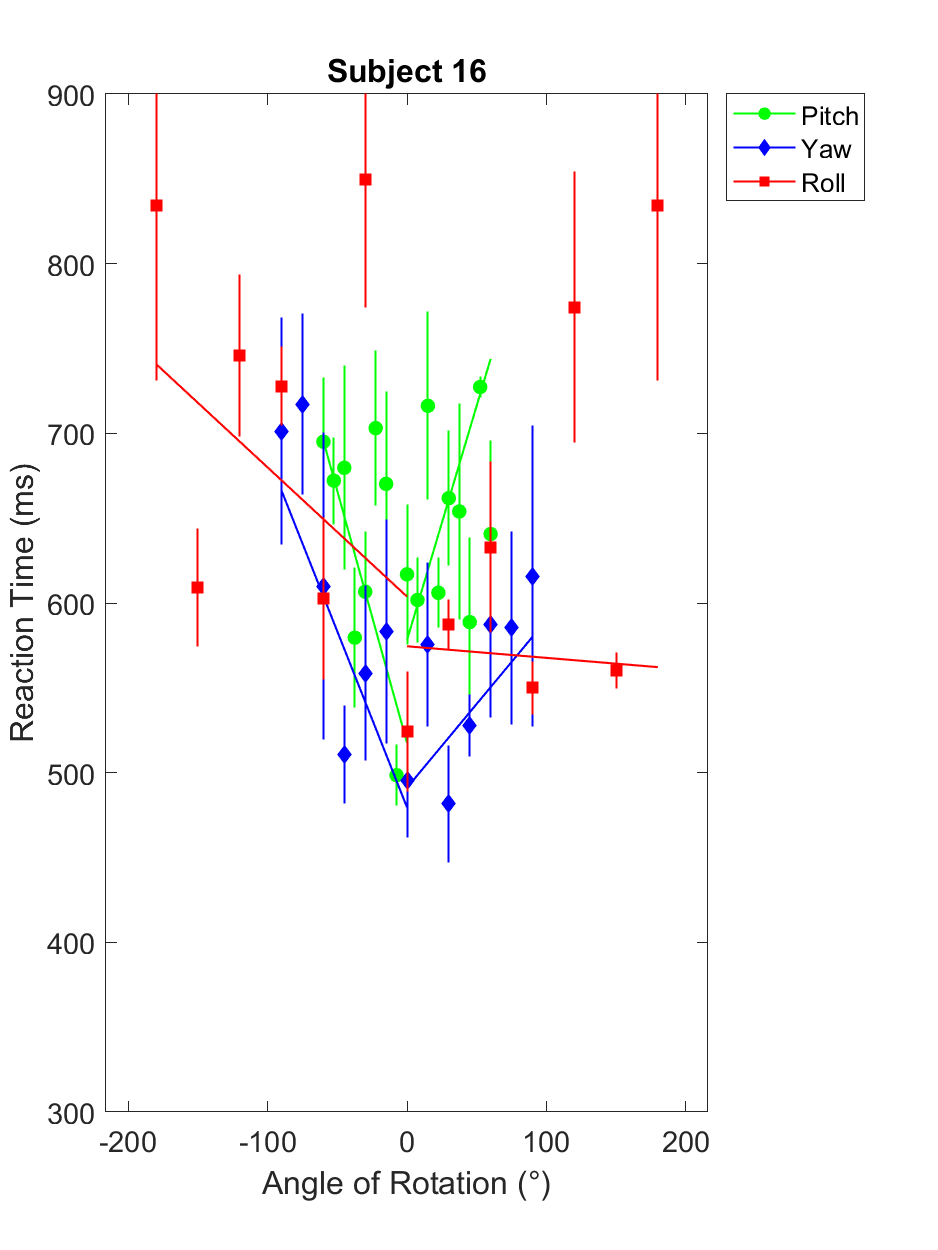 Subject 16
900
800
700
600
500
400
300
-200 -100 0 100 200
Reaction Time (ms)
Angle of Rotation (°)
Pitch
Yaw
Roll